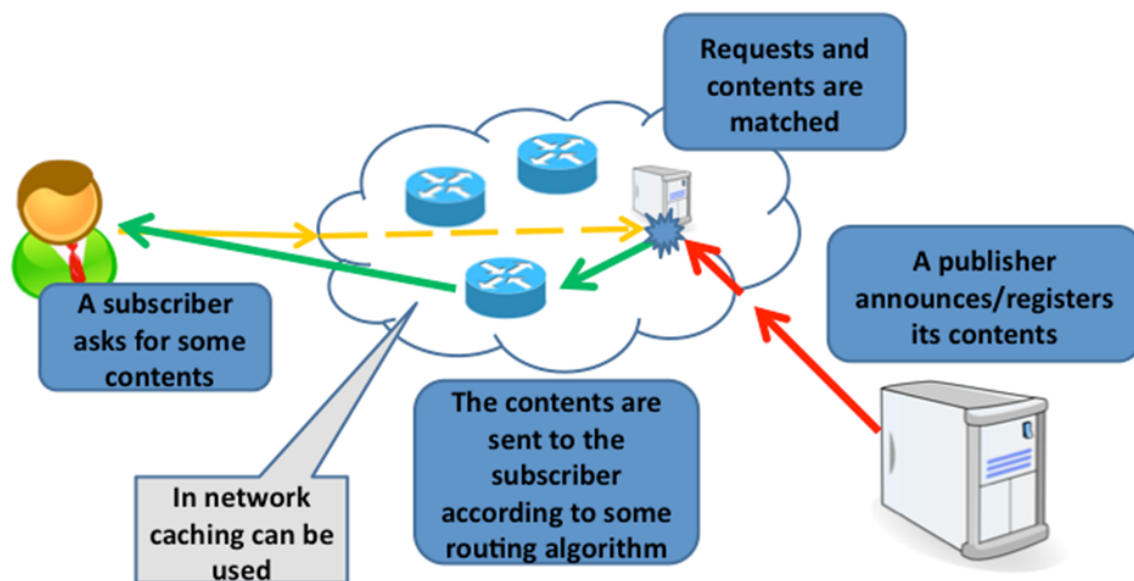 Requests and
contents are
matched
A subscriber
asks for some
contents
A publisher
announces/registers
its contents
The contents are
sent to the
subscriber
according to some
routing algorithm
In network
caching can be
used